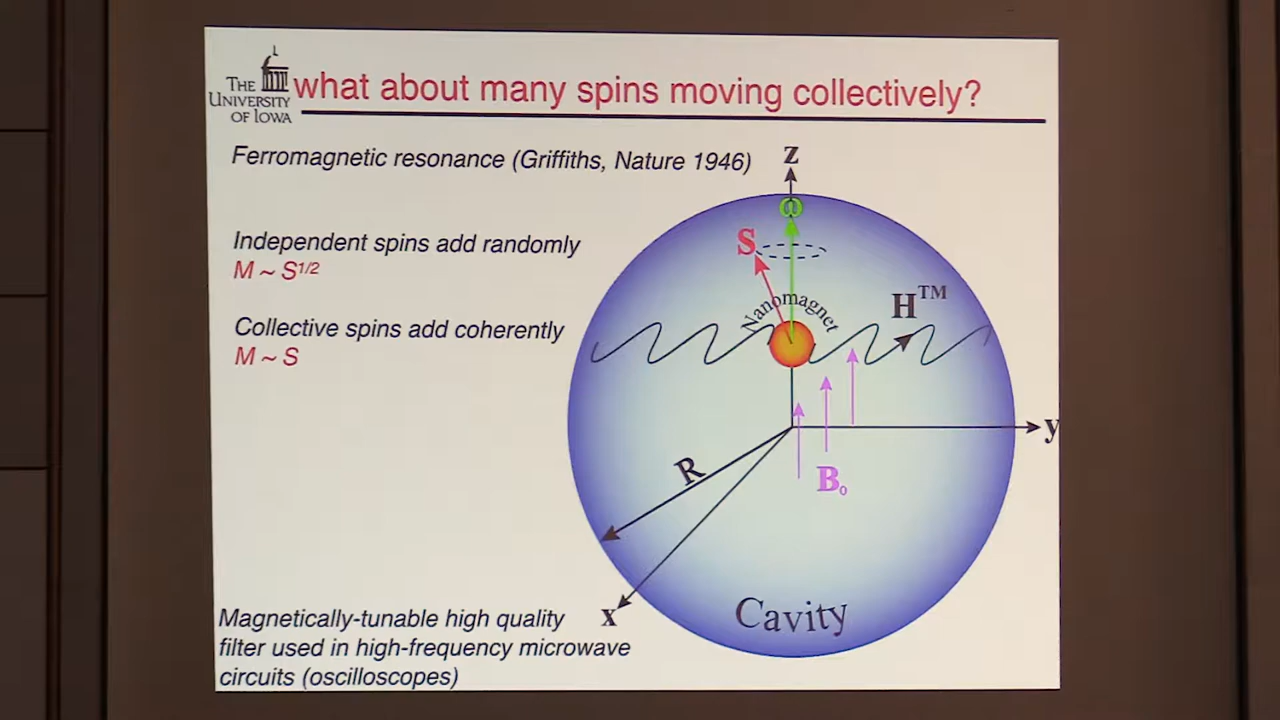 THE
UNIVERSITY
OF IOWA
what about many spins moving collectively?
Ferromagnetic resonance (Griffiths, Nature 1946)
Independent spins add randomly
M ~ S^1/2
Collective spins add coherently
M ~ S
Magnetically-tunable high quality
filter used in high-frequency microwave
circuits (oscilloscopes)
z
ω
S
Nanomagnet
H^TM
y
R
B₀
x
Cavity